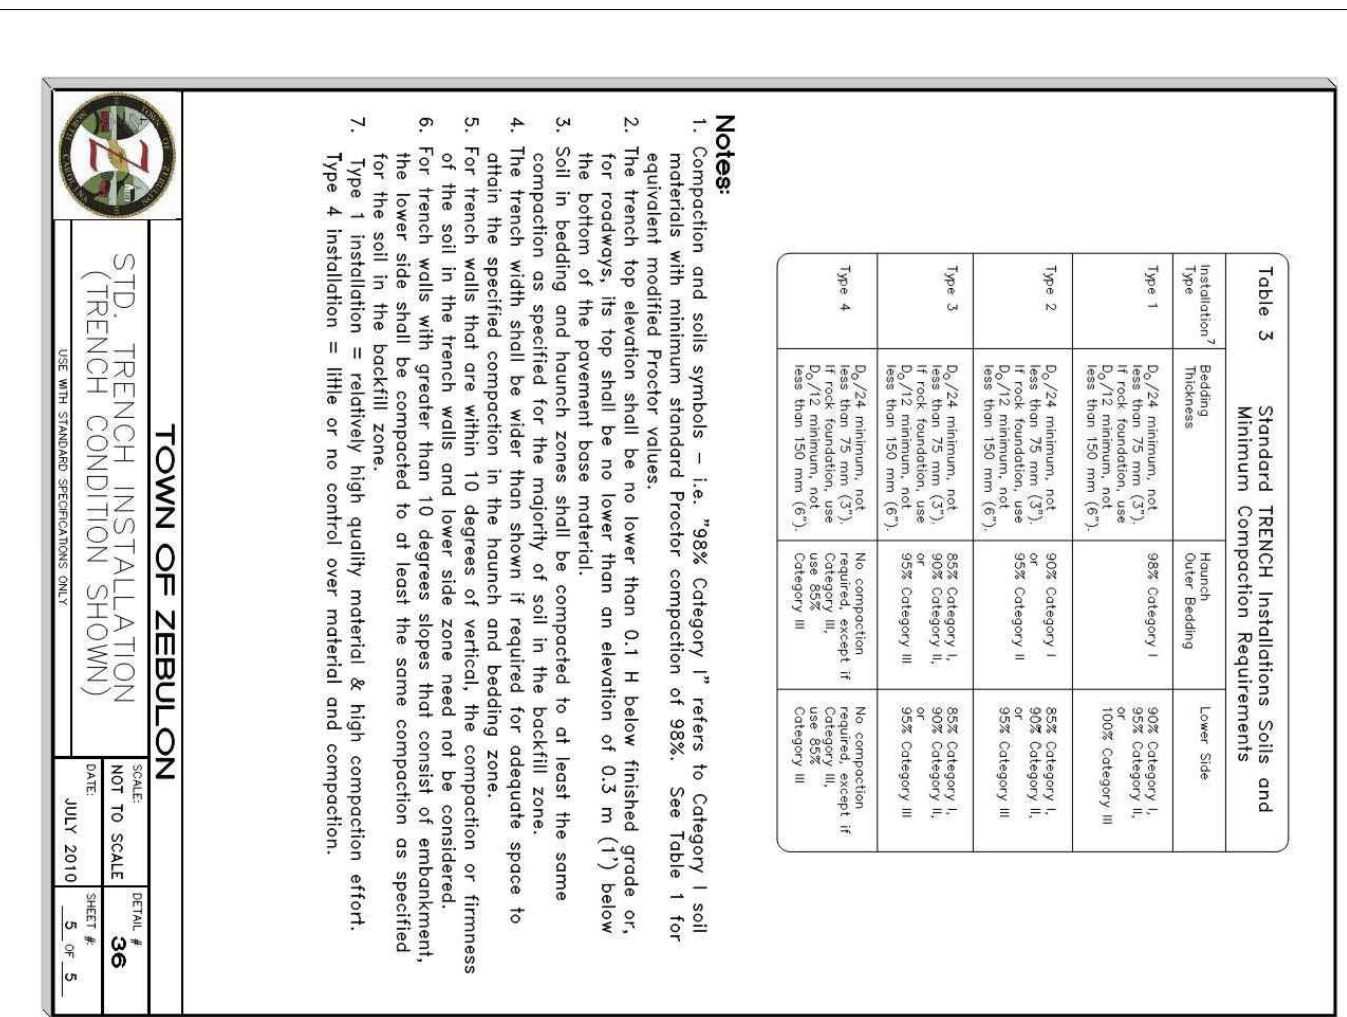 Table 3 Standard TRENCH Installations Soils and
Minimum Compaction Requirements
Installation7
Type
Bedding
Thickness
Haunch
Outer Bedding
Lower Side
Type 1
Do/24 minimum, not
less than 75 mm (3").
If rock foundation, use
Do/12 minimum, not
less than 150 mm (6").
98% Category I
90% Category I,
95% Category II,
or
100% Category III
Type 2
Do/24 minimum, not
less than 75 mm (3").
If rock foundation, use
Do/12 minimum, not
less than 150 mm (6").
90% Category I
or
95% Category II
85% Category I,
90% Category II,
or
95% Category III
Type 3
Do/24 minimum, not
less than 75 mm (3").
If rock foundation, use
Do/12 minimum, not
less than 150 mm (6").
85% Category I,
90% Category II,
or
95% Category III
85% Category I,
90% Category II,
or
95% Category III
Type 4
Do/24 minimum, not
less than 75 mm (3").
If rock foundation, use
Do/12 minimum, not
less than 150 mm (6").
No compaction
required, except if
Category III,
use 85%
Category III
No compaction
required, except if
Category III,
use 85%
Category III
Notes:
1. Compaction and soils symbols – i.e. "98% Category I" refers to Category I soil
materials with minimum standard Proctor compaction of 98%. See Table 1 for
equivalent modified Proctor values.
2. The trench top elevation shall be no lower than 0.1 H below finished grade or,
for roadways, its top shall be no lower than an elevation of 0.3 m (1') below
the bottom of the pavement base material.
3. Soil in bedding and haunch zones shall be compacted to at least the same
compaction as specified for the majority of soil in the backfill zone.
4. The trench width shall be wider than shown if required for adequate space to
attain the specified compaction in the haunch and bedding zone.
5. For trench walls that are within 10 degrees of vertical, the compaction or firmness
of the soil in the trench walls and lower side zone need not be considered.
6. For trench walls with greater than 10 degrees slopes that consist of embankment,
the lower side shall be compacted to at least the same compaction as specified
for the soil in the backfill zone.
7. Type 1 installation = relatively high quality material & high compaction effort.
Type 4 installation = little or no control over material and compaction.
TOWN OF ZEBULON
STD. TRENCH INSTALLATION
(TRENCH CONDITION SHOWN)
USE WITH STANDARD SPECIFICATIONS ONLY
SCALE:
NOT TO SCALE
DETAIL #
36
DATE:
JULY 2010
SHEET #:
5 OF 5
TOWN OF ZEBULON
Z